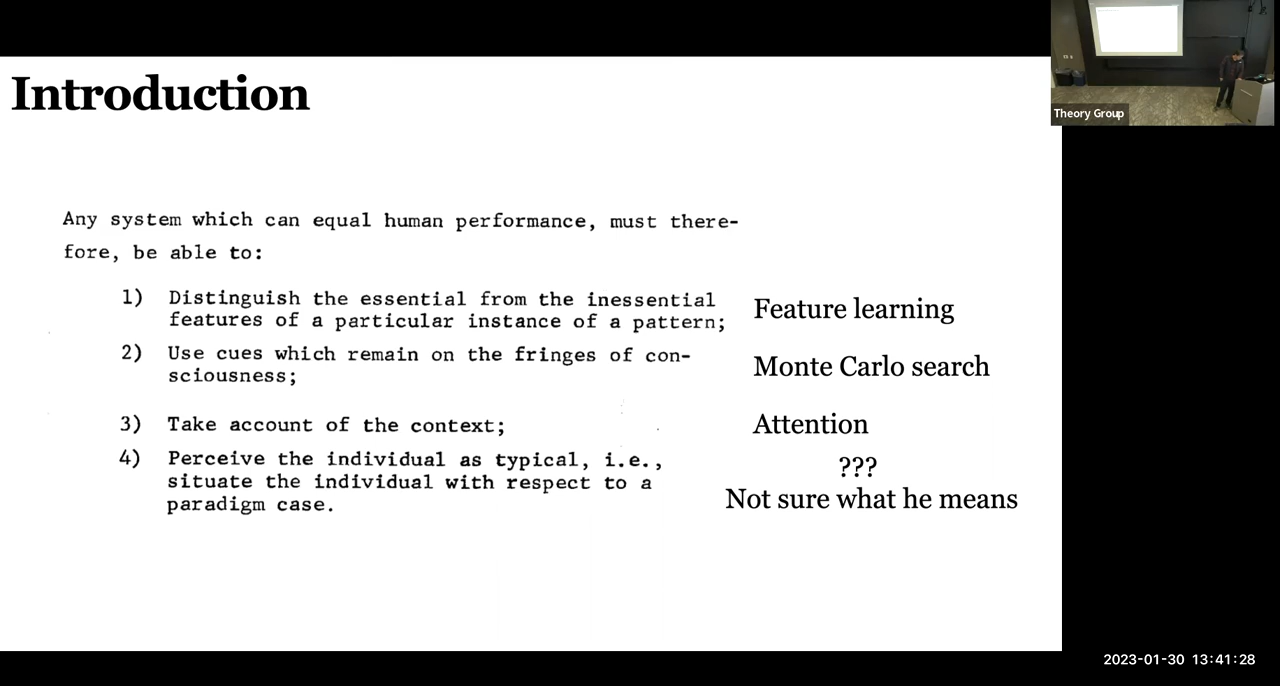 Introduction
Theory Group
Any system which can equal human performance, must there-
fore, be able to:
1) Distinguish the essential from the inessential
features of a particular instance of a pattern;
Feature learning
2) Use cues which remain on the fringes of con-
sciousness;
Monte Carlo search
3) Take account of the context;
Attention
4) Perceive the individual as typical, i.e.,
situate the individual with respect to a
paradigm case.
???
Not sure what he means
2023-01-30 13:41:28